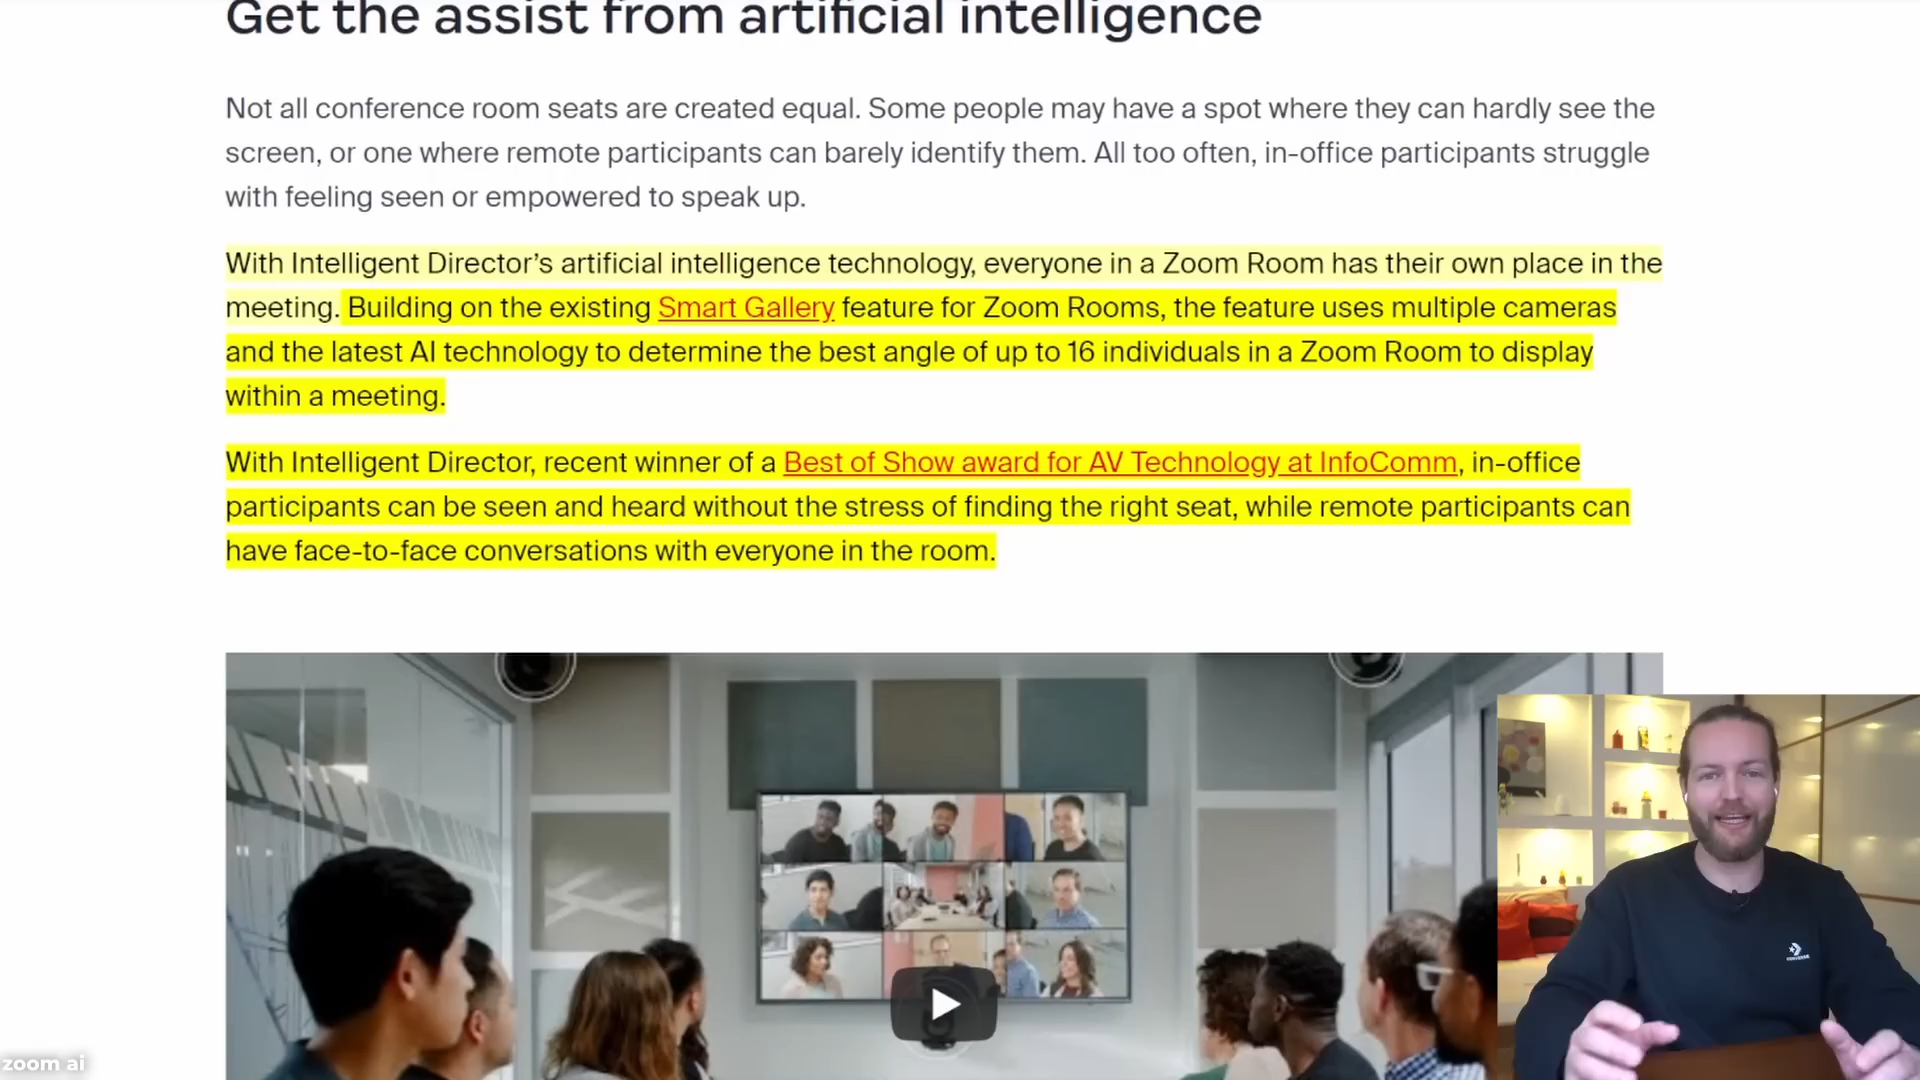 Get the assist from artificial intelligence
Not all conference room seats are created equal. Some people may have a spot where they can hardly see the
screen, or one where remote participants can barely identify them. All too often, in-office participants struggle
with feeling seen or empowered to speak up.
With Intelligent Director’s artificial intelligence technology, everyone in a Zoom Room has their own place in the
meeting. Building on the existing Smart Gallery feature for Zoom Rooms, the feature uses multiple cameras
and the latest AI technology to determine the best angle of up to 16 individuals in a Zoom Room to display
within a meeting.
With Intelligent Director, recent winner of a Best of Show award for AV Technology at InfoComm, in-office
participants can be seen and heard without the stress of finding the right seat, while remote participants can
have face-to-face conversations with everyone in the room.
CONVERSE
zoom ai